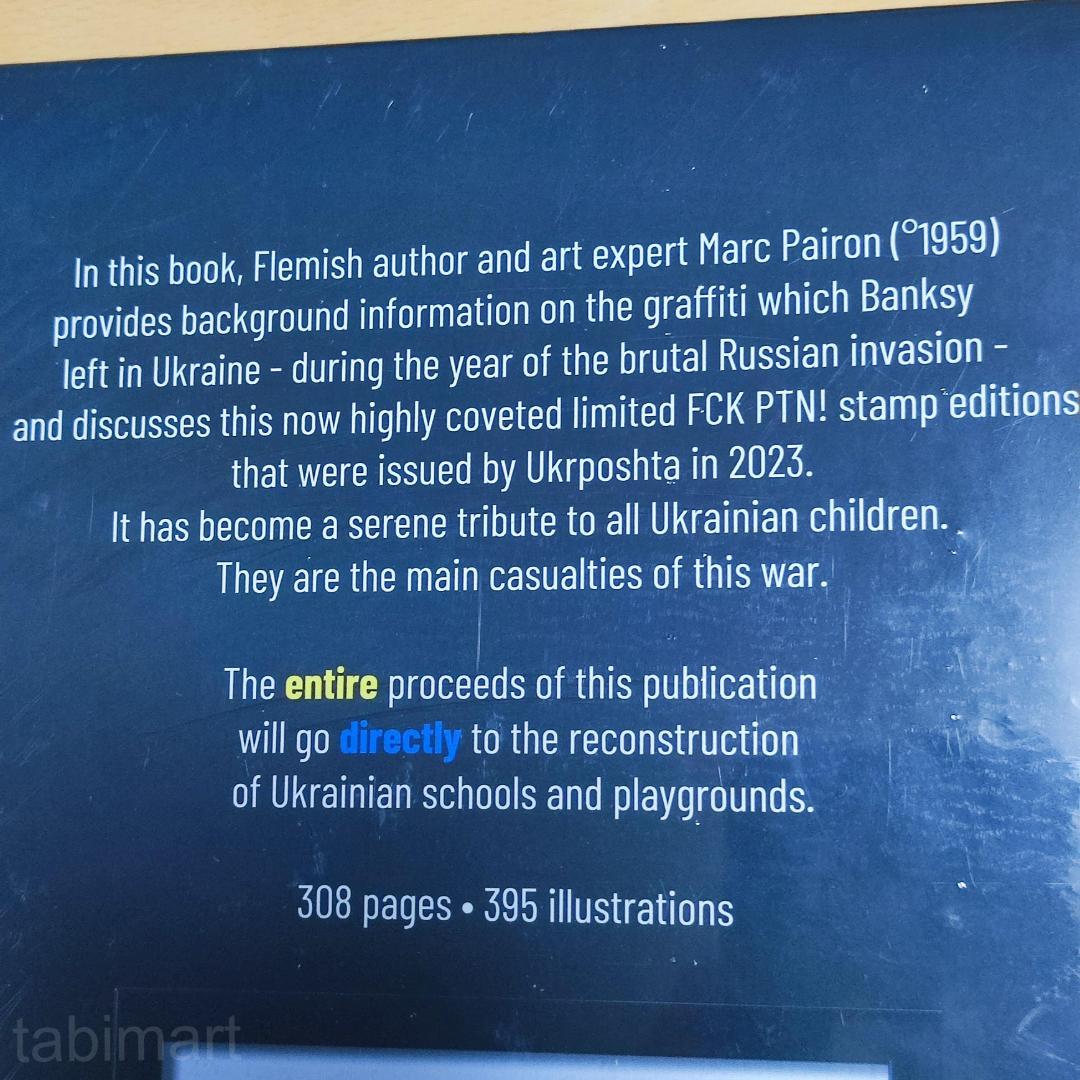 In this book, Flemish author and art expert Marc Pairon (°1959)
provides background information on the graffiti which Banksy
left in Ukraine - during the year of the brutal Russian invasion -
and discusses this now highly coveted limited FCK PTN! stamp editions
that were issued by Ukrposhta in 2023.
It has become a serene tribute to all Ukrainian children.
They are the main casualties of this war.
The entire proceeds of this publication
will go directly to the reconstruction
of Ukrainian schools and playgrounds.
308 pages • 395 illustrations
tabimart